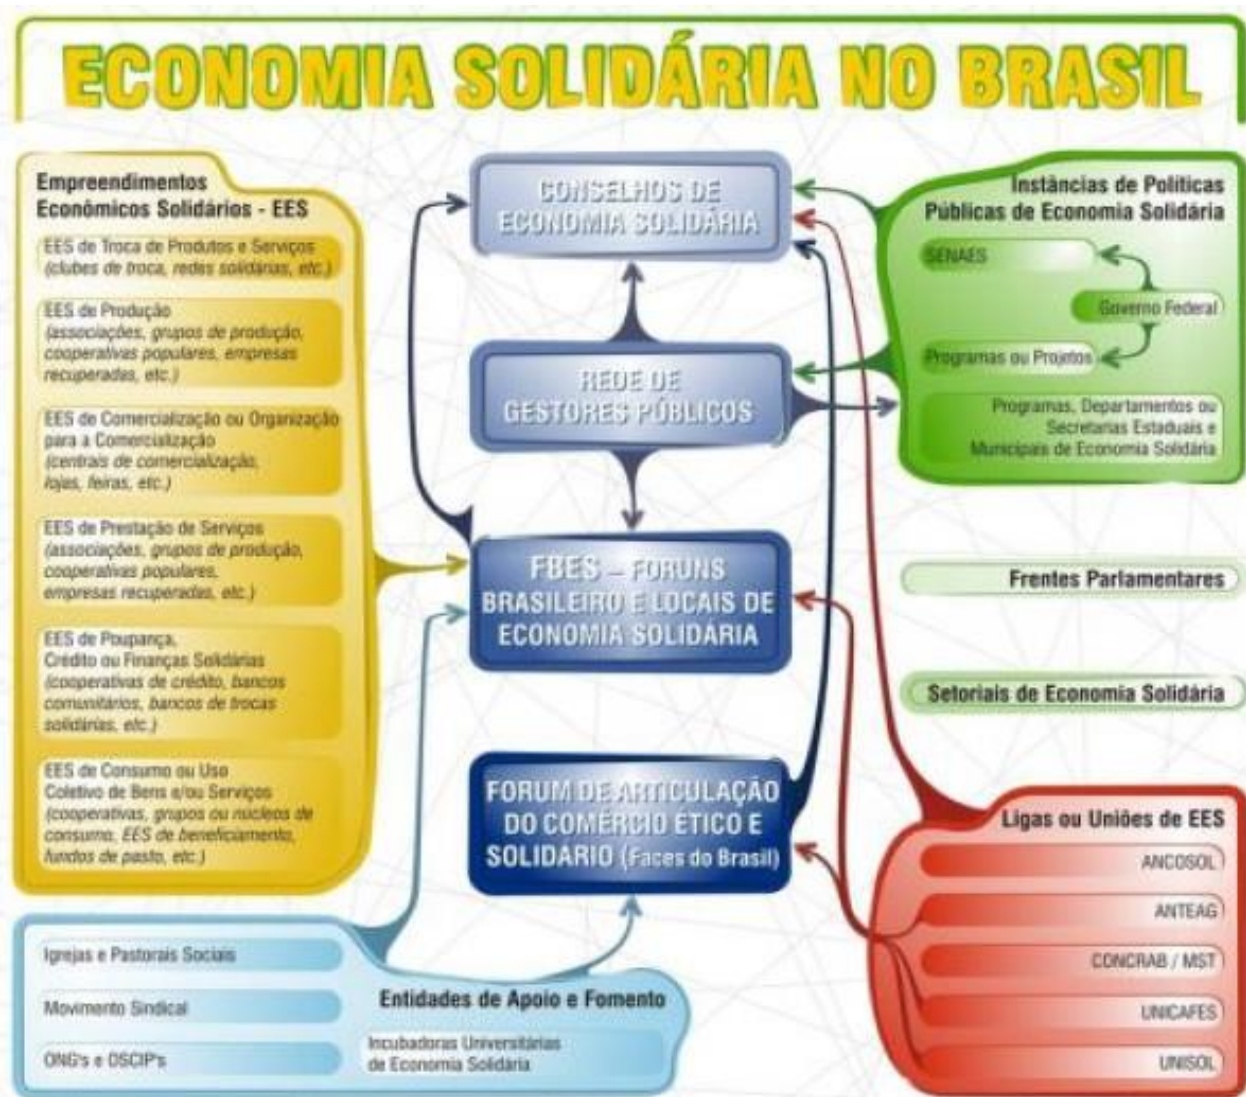 ECONOMIA SOLIDÁRIA NO BRASIL
Empreendimentos
Econômicos Solidários - EES
EES de Troca de Produtos e Serviços
(clubes de troca, redes solidárias, etc.)
EES de Produção
(associações, grupos de produção,
cooperativas populares, empresas
recuperadas, etc.)
EES de Comercialização ou Organização
para a Comercialização
(centrais de comercialização,
lojas, feiras, etc.)
EES de Prestação de Serviços
(associações, grupos de produção,
cooperativas populares,
empresas recuperadas, etc.)
EES de Poupança,
Crédito ou Finanças Solidárias
(cooperativas de crédito, bancos
comunitários, bancos de trocas
solidárias, etc.)
EES de Consumo ou Uso
Coletivo de Bens e/ou Serviços
(cooperativas, grupos ou núcleos de
consumo, EES de beneficiamento,
fundos de pasto, etc.)
CONSELHOS DE
ECONOMIA SOLIDÁRIA
REDE DE
GESTORES PÚBLICOS
FBES – FORUNS
BRASILEIRO E LOCAIS DE
ECONOMIA SOLIDARIA
FORUM DE ARTICULAÇÃO
DO COMÉRCIO ÉTICO E
SOLIDARIO (Faces do Brasil)
Instâncias de Políticas
Públicas de Economia Solidária
SENAES
Governo Federal
Programas ou Projetos
Programas, Departamentos ou
Secretarias Estaduais e
Municipais de Economia Solidária
Frentes Parlamentares
Setoriais de Economia Solidária
Ligas ou Uniões de EES
ANCOSOL
ANTEAG
CONCRAB / MST
UNICAFES
UNISOL
Igrejas e Pastorais Sociais
Movimento Sindical
ONG's e OSCIP's
Entidades de Apoio e Fomento
Incubadoras Universitárias
de Economia Solidária